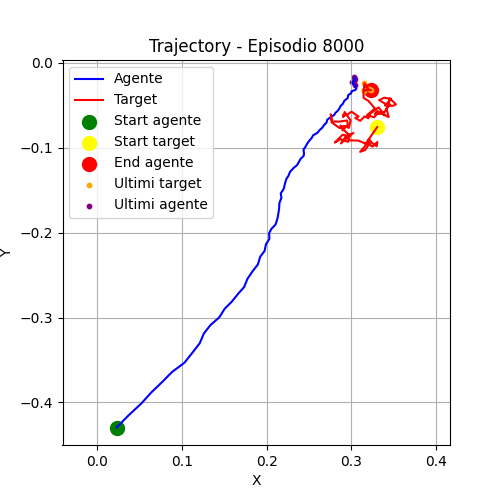 Trajectory - Episodio 8000
Agente
Target
Start agente
Start target
End agente
Ultimi target
Ultimi agente
0.0
−0.1
−0.2
−0.3
−0.4
Y
0.0 0.1 0.2 0.3 0.4
X